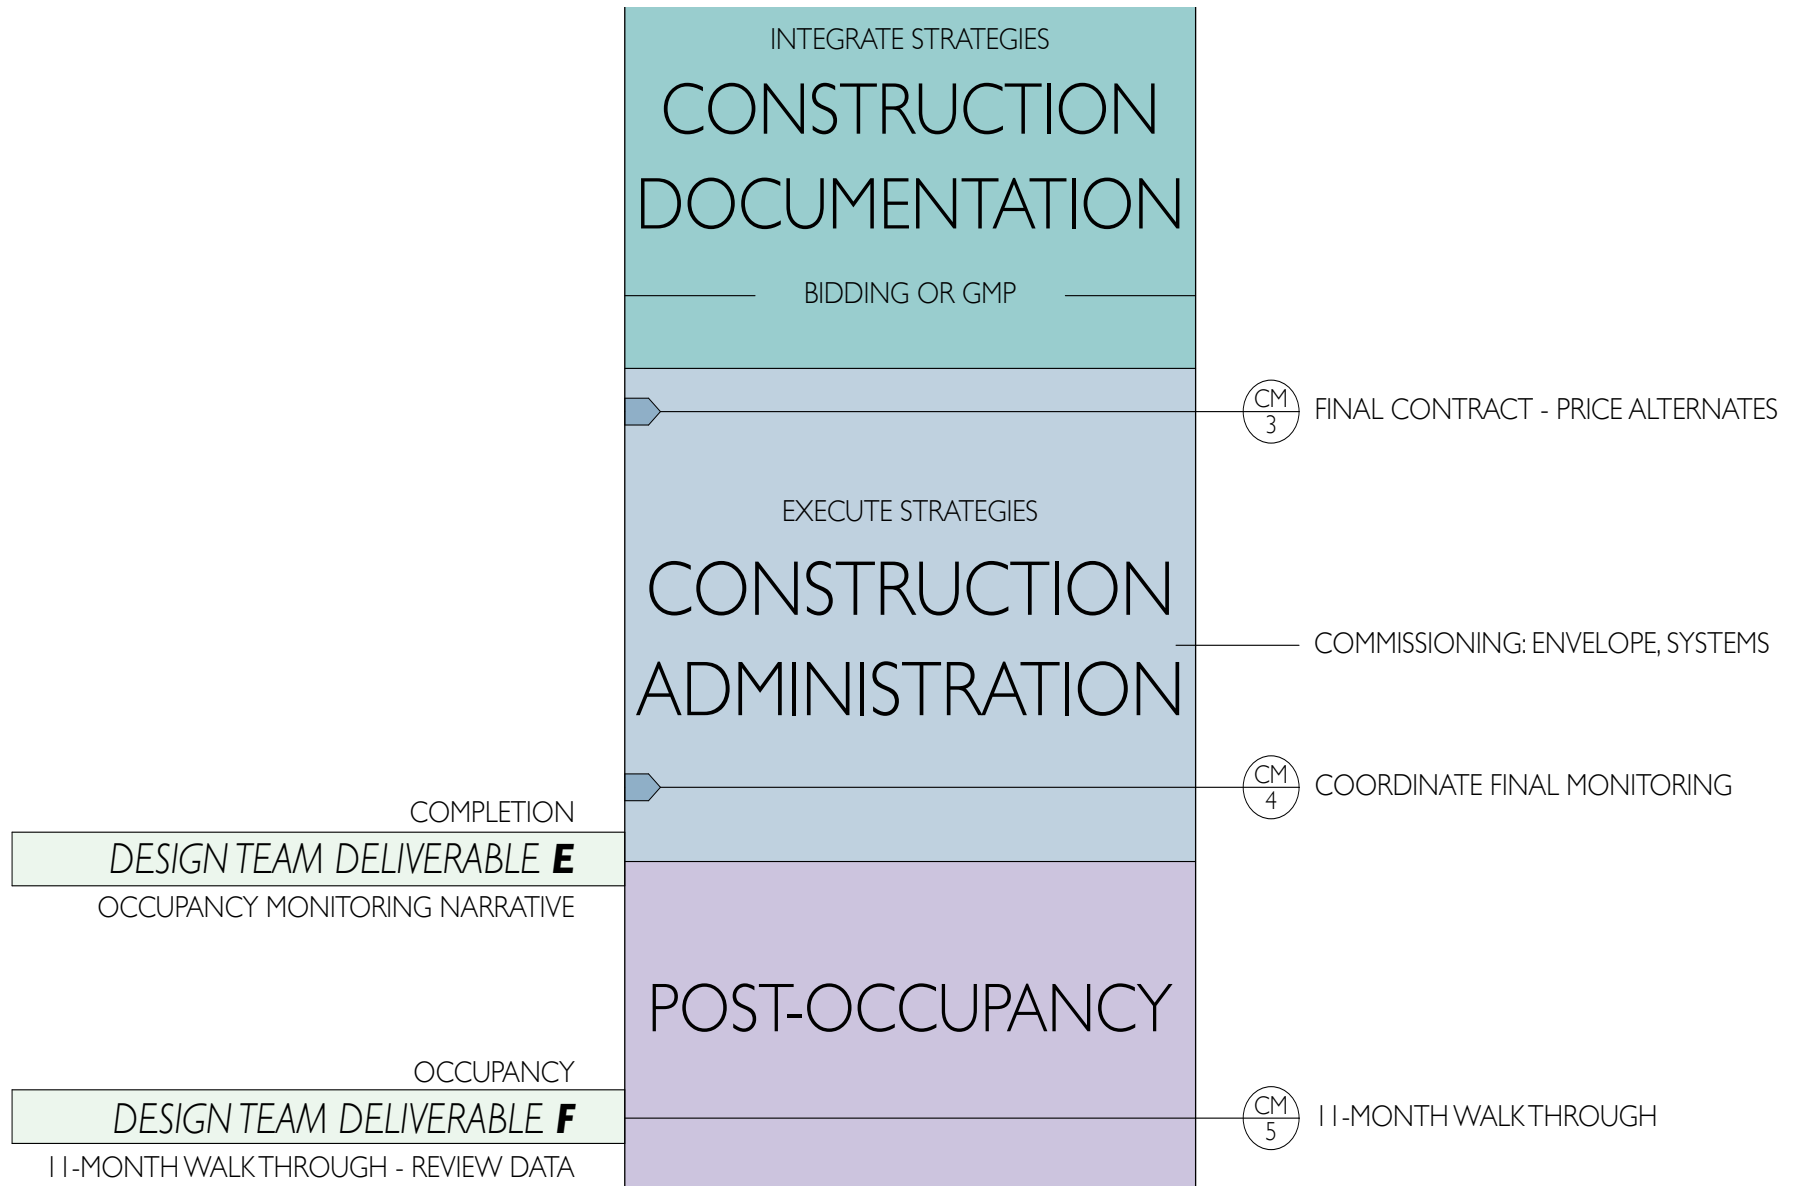 INTEGRATE STRATEGIES
CONSTRUCTION
DOCUMENTATION
BIDDING OR GMP
CM
3
FINAL CONTRACT - PRICE ALTERNATES
EXECUTE STRATEGIES
CONSTRUCTION
ADMINISTRATION
COMMISSIONING: ENVELOPE, SYSTEMS
CM
4
COORDINATE FINAL MONITORING
COMPLETION
DESIGN TEAM DELIVERABLE E
OCCUPANCY MONITORING NARRATIVE
POST-OCCUPANCY
OCCUPANCY
DESIGN TEAM DELIVERABLE F
11-MONTH WALK THROUGH - REVIEW DATA
CM
5
11-MONTH WALK THROUGH